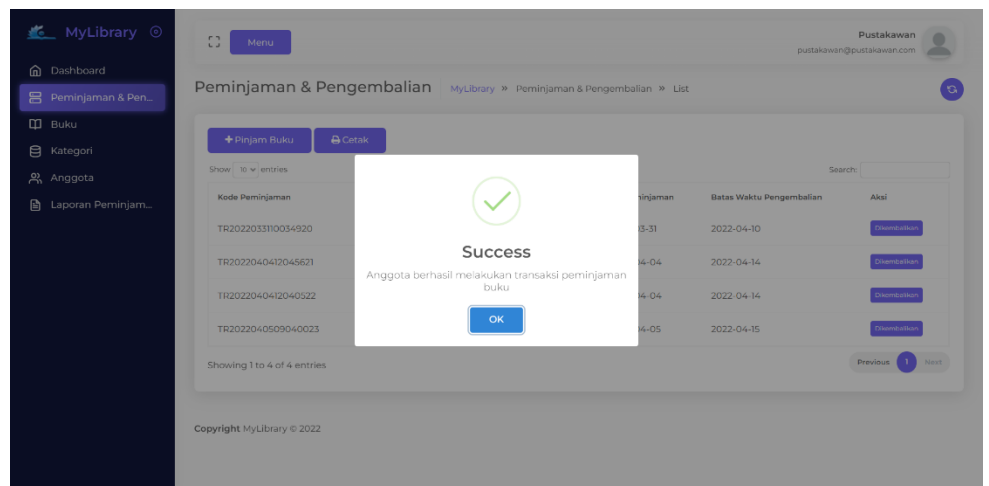 MyLibrary
Dashboard
Peminjaman & Pen...
Buku
Kategori
Anggota
Laporan Peminjam...
Menu
Pustakawan
pustakawan@pustakawan.com
Peminjaman & Pengembalian
MyLibrary » Peminjaman & Pengembalian » List
+ Pinjam Buku
Cetak
Show 10 entries
Search:
Kode Peminjaman
Batas Waktu Pengembalian
Aksi
TR2022033110034920
2022-04-10
Dikembalikan
TR2022040412045621
2022-04-14
Dikembalikan
TR2022040412040522
2022-04-14
Dikembalikan
TR2022040509040023
2022-04-15
Dikembalikan
Success
Anggota berhasil melakukan transaksi peminjaman
buku
OK
Showing 1 to 4 of 4 entries
Previous 1 Next
Copyright MyLibrary © 2022